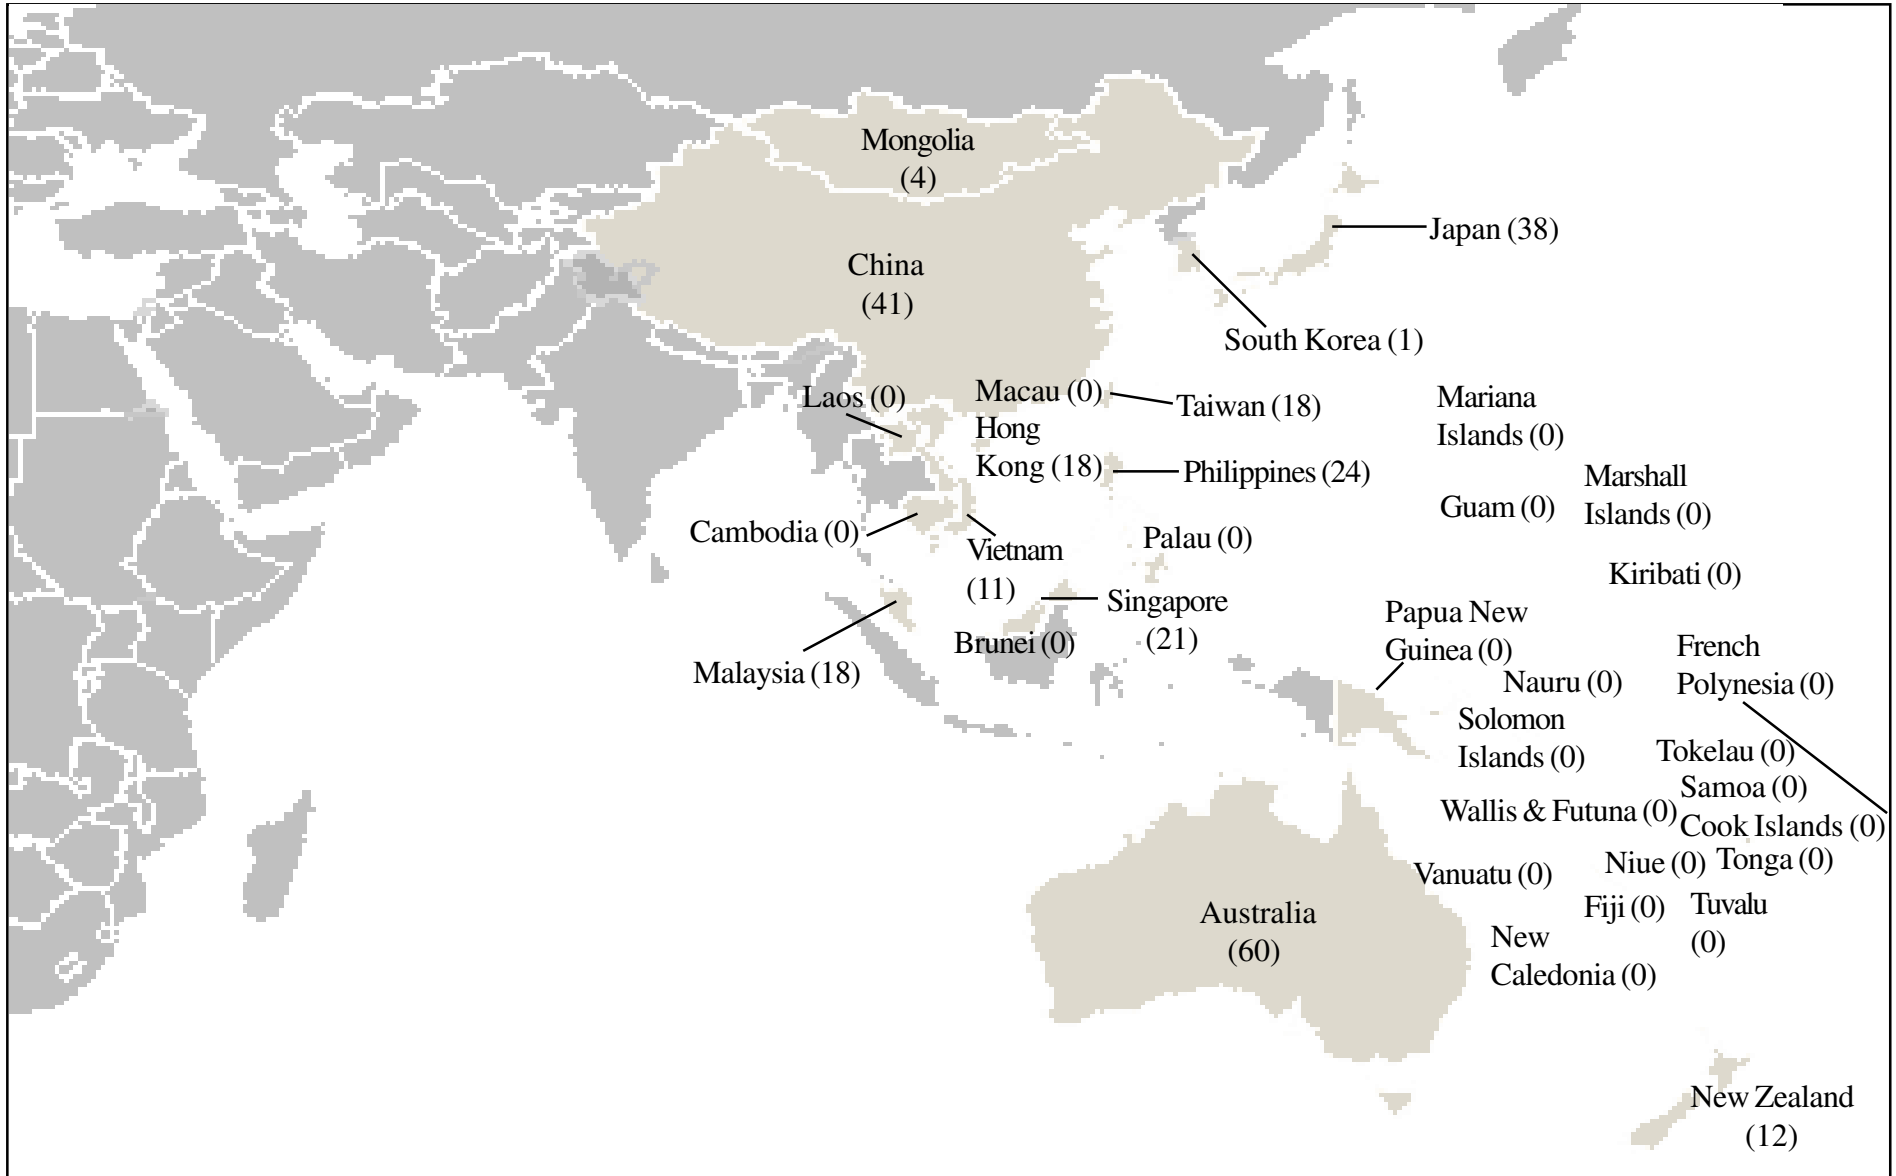 Mongolia
(4)
Japan (38)
China
(41)
South Korea (1)
Laos (0)
Macau (0)
Hong
Kong (18)
Taiwan (18)
Mariana
Islands (0)
Philippines (24)
Marshall
Islands (0)
Guam (0)
Cambodia (0)
Vietnam
(11)
Palau (0)
Kiribati (0)
Singapore
(21)
Papua New
Guinea (0)
Brunei (0)
French
Polynesia (0)
Malaysia (18)
Nauru (0)
Solomon
Islands (0)
Tokelau (0)
Samoa (0)
Wallis & Futuna (0)
Cook Islands (0)
Vanuatu (0)
Niue (0)
Tonga (0)
Australia
(60)
Fiji (0)
Tuvalu
(0)
New
Caledonia (0)
New Zealand
(12)